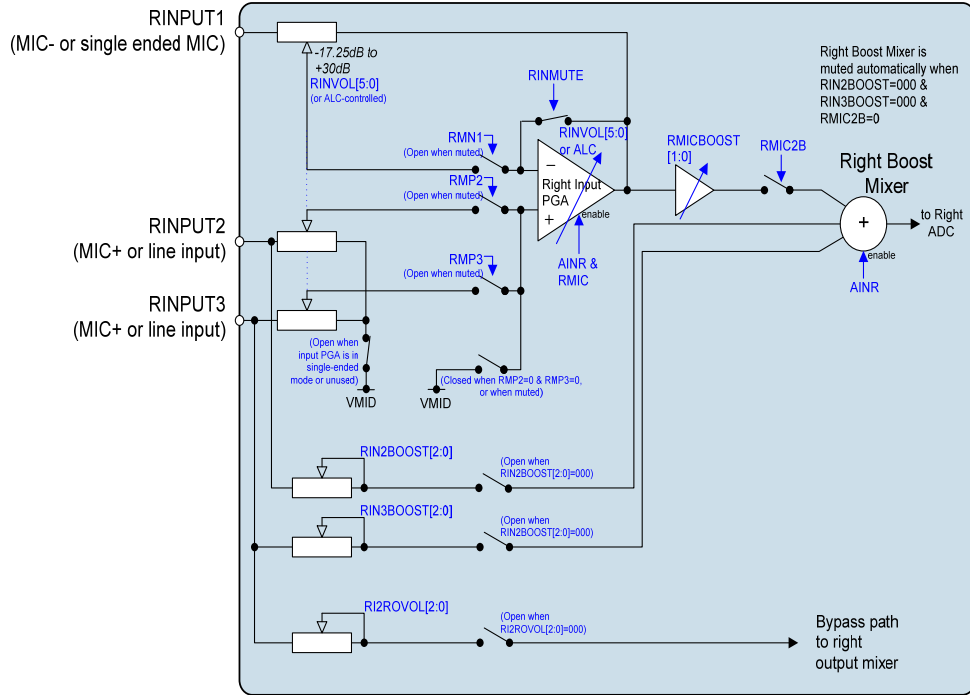 RINPUT1
(MIC- or single ended MIC)
-17.25dB to
+30dB
RINVOL[5:0]
(or ALC-controlled)
RINMUTE
Right Boost Mixer is
muted automatically when
RIN2BOOST=000 &
RIN3BOOST=000 &
RMIC2B=0
RMN1
(Open when muted)
RINVOL[5:0]
or ALC
RMICBOOST
[1:0]
RMIC2B
Right Boost
Mixer
RMP2
(Open when muted)
−
Right Input
PGA
+
enable
RINPUT2
(MIC+ or line input)
+
enable
to Right
ADC
RMP3
(Open when muted)
AINR &
RMIC
AINR
RINPUT3
(MIC+ or line input)
(Open when
input PGA is in
single-ended
mode or unused)
VMID
(Closed when RMP2=0 & RMP3=0,
or when muted)
VMID
RIN2BOOST[2:0]
(Open when
RIN2BOOST[2:0]=000)
RIN3BOOST[2:0]
(Open when
RIN2BOOST[2:0]=000)
RI2ROVOL[2:0]
(Open when
RI2ROVOL[2:0]=000)
Bypass path
to right
output mixer